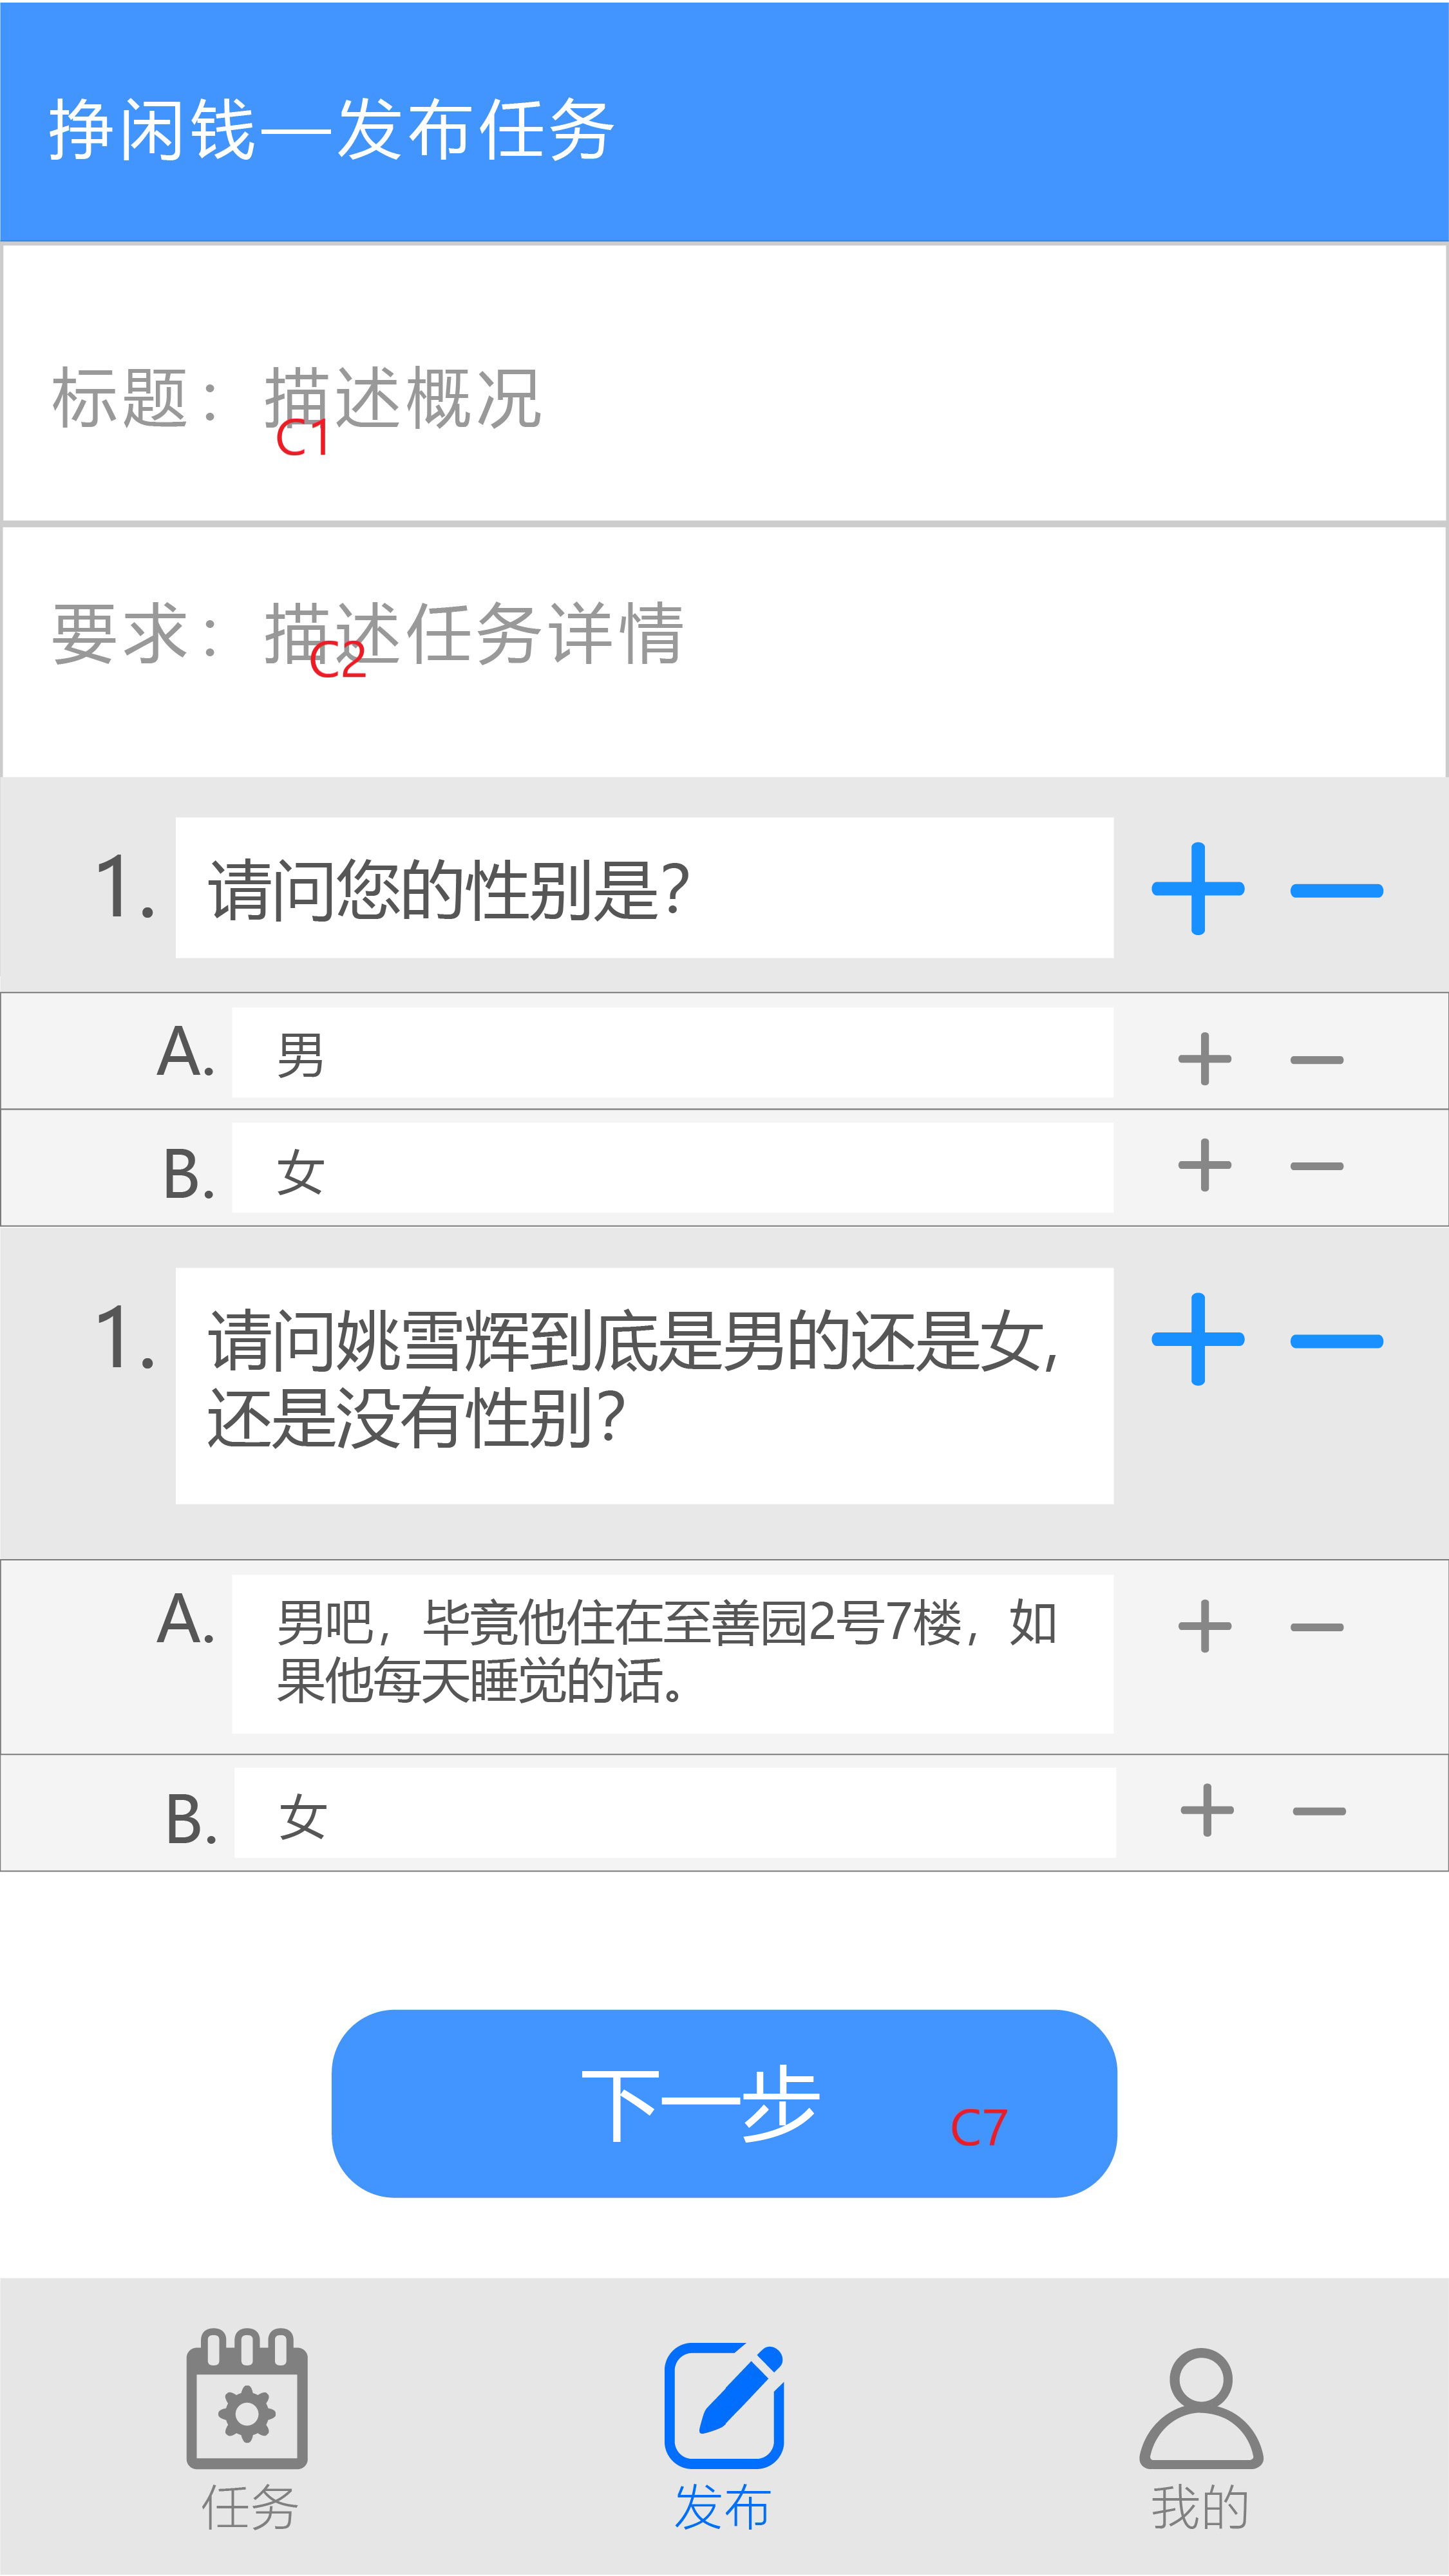 挣闲钱—发布任务
标题：描述概况
C1
要求：描述任务详情
C2
1. 请问您的性别是？
A. 男
B. 女
1. 请问姚雪辉到底是男的还是女,
还是没有性别？
A. 男吧，毕竟他住在至善园2号7楼，如
果他每天睡觉的话。
B. 女
下一步 C7
任务 发布 我的